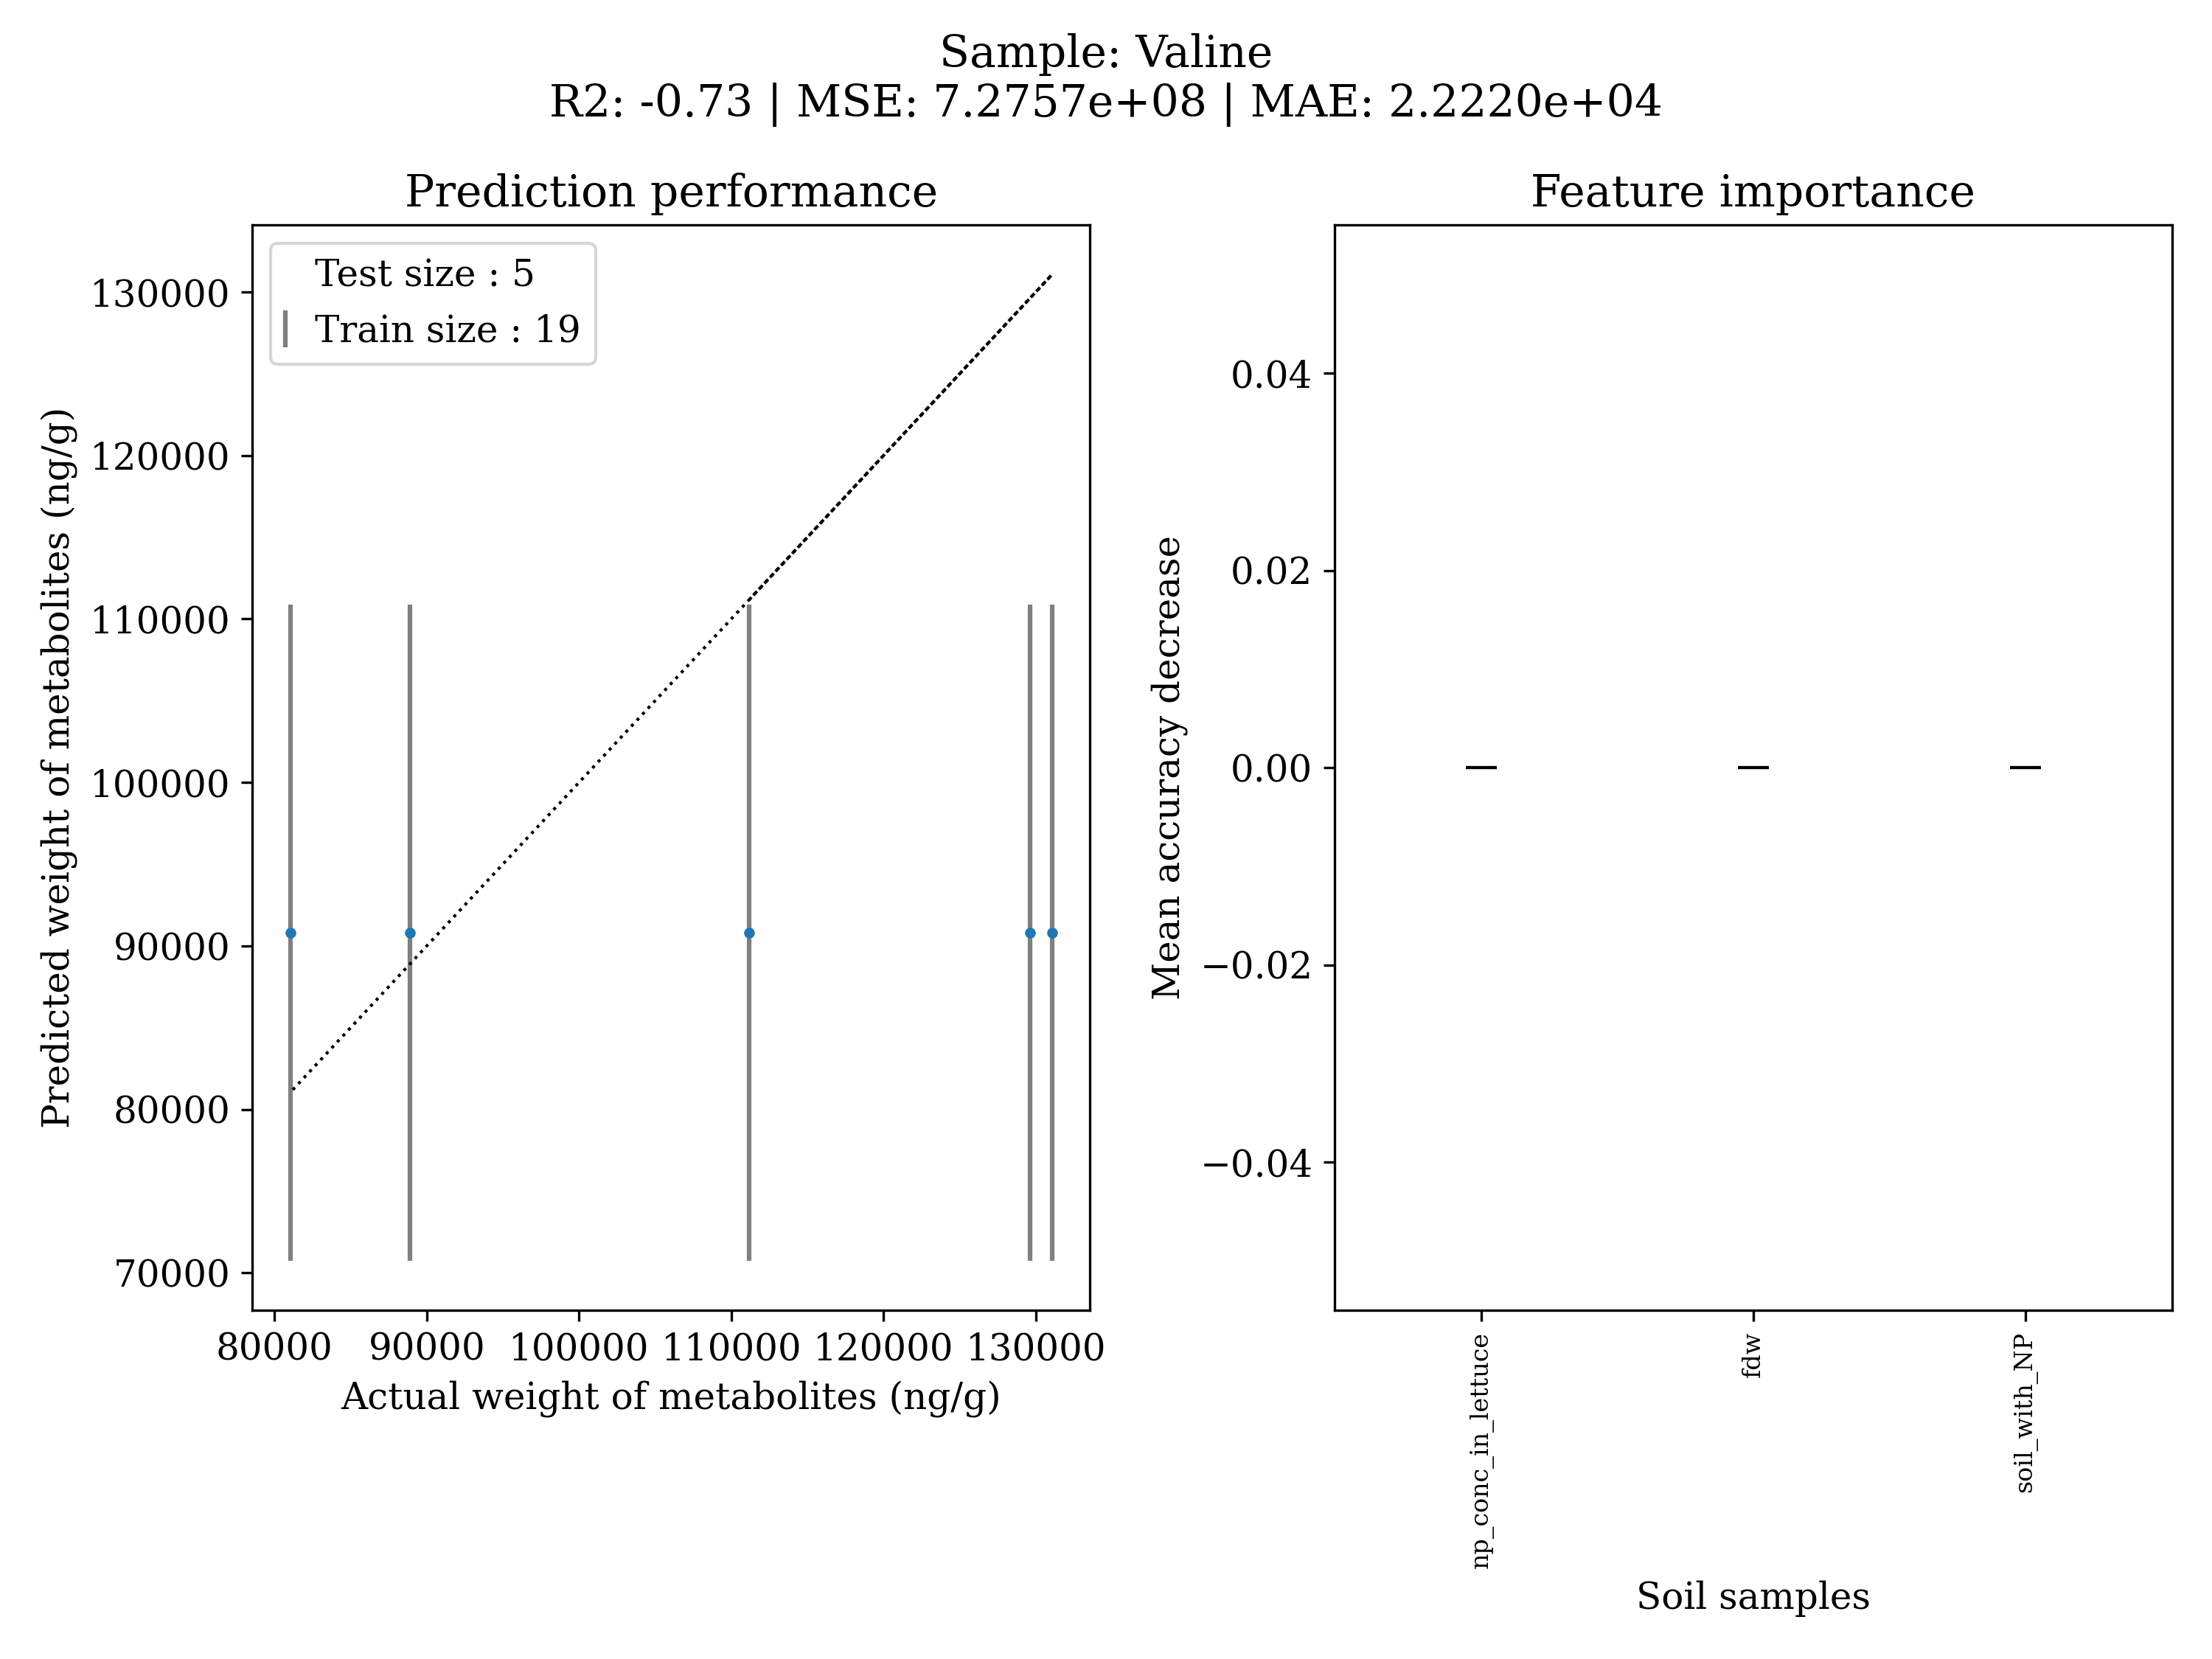 Sample: Valine
R2: -0.73 | MSE: 7.2757e+08 | MAE: 2.2220e+04
Prediction performance
Test size : 5
Train size : 19
130000
120000
110000
100000
90000
80000
70000
Predicted weight of metabolites (ng/g)
80000 90000 100000 110000 120000 130000
Actual weight of metabolites (ng/g)
Feature importance
0.04
0.02
0.00
−0.02
−0.04
Mean accuracy decrease
np_conc_in_lettuce
fdw
soil_with_NP
Soil samples